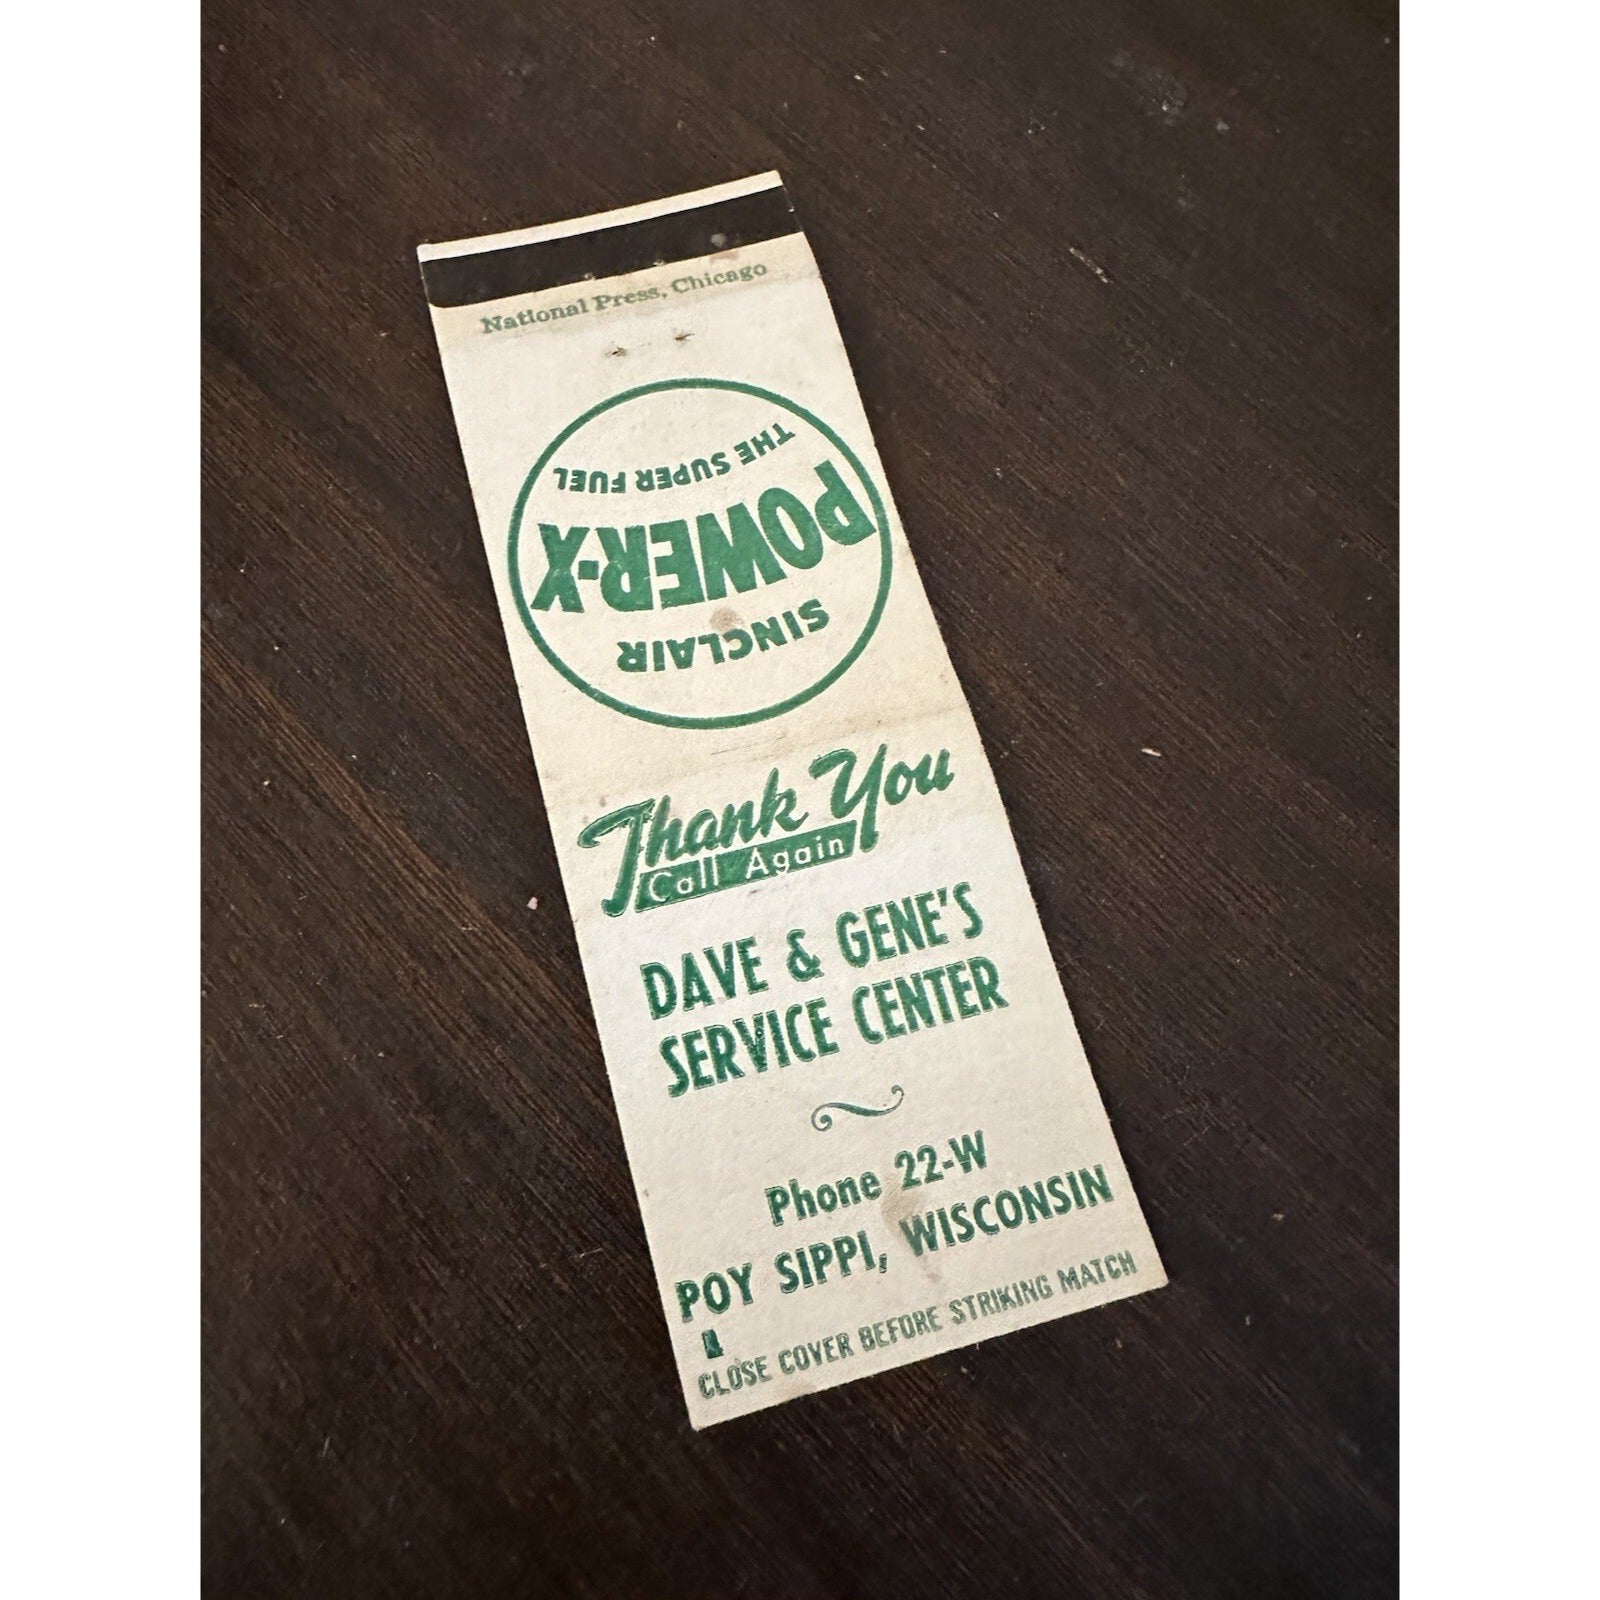 National Press, Chicago
SINCLAIR
POWER-X
THE SUPER FUEL
Thank You
Call Again
DAVE & GENE'S
SERVICE CENTER
Phone 22-W
POY SIPPI, WISCONSIN
CLOSE COVER BEFORE STRIKING MATCH